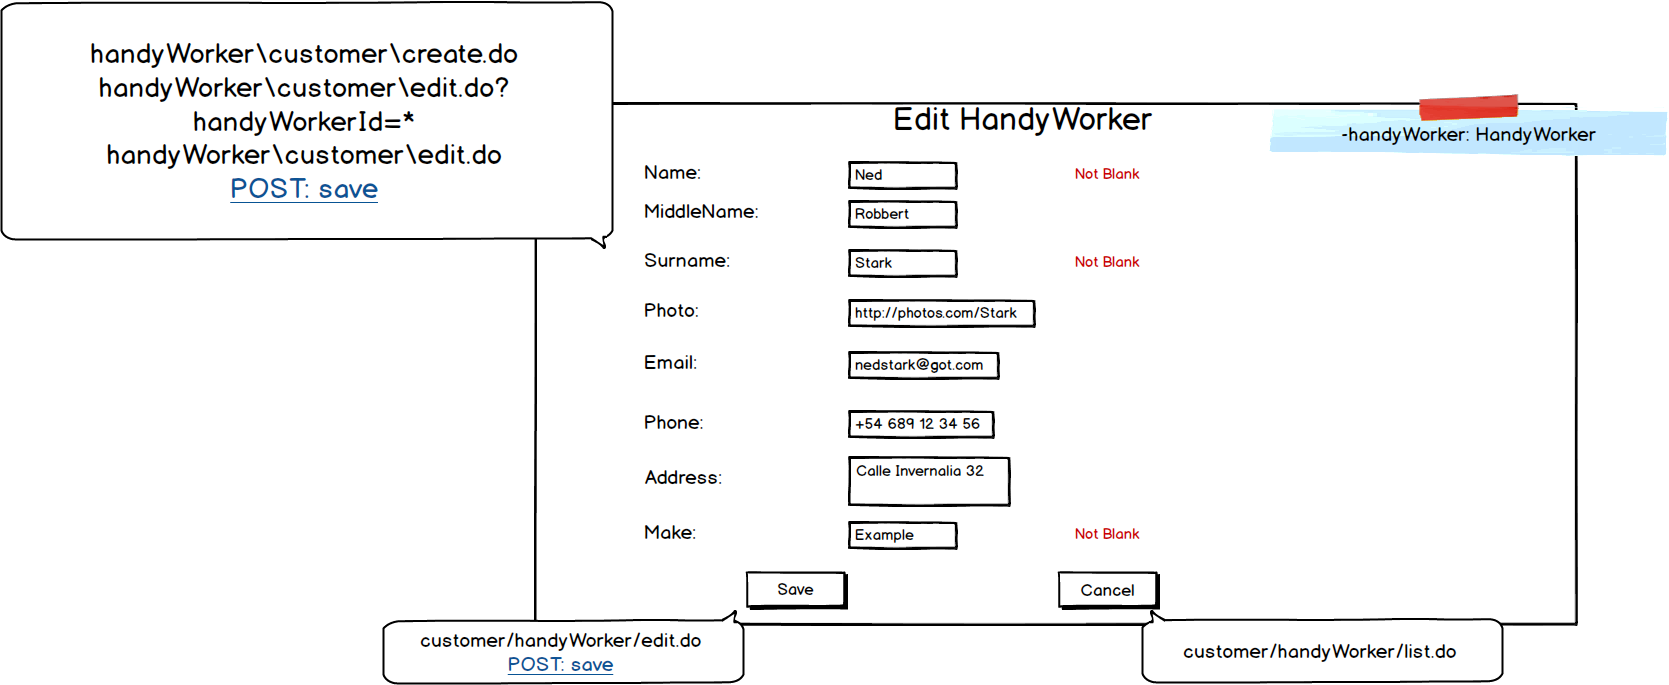 handyWorker\customer\create.do
handyWorker\customer\edit.do?
handyWorkerId=*
handyWorker\customer\edit.do
POST: save
Edit HandyWorker
-handyWorker: HandyWorker
Name: Ned Not Blank
MiddleName: Robbert
Surname: Stark Not Blank
Photo: http://photos.com/Stark
Email: nedstark@got.com
Phone: +54 689 12 34 56
Address: Calle Invernalia 32
Make: Example Not Blank
Save Cancel
customer/handyWorker/edit.do
POST: save
customer/handyWorker/list.do